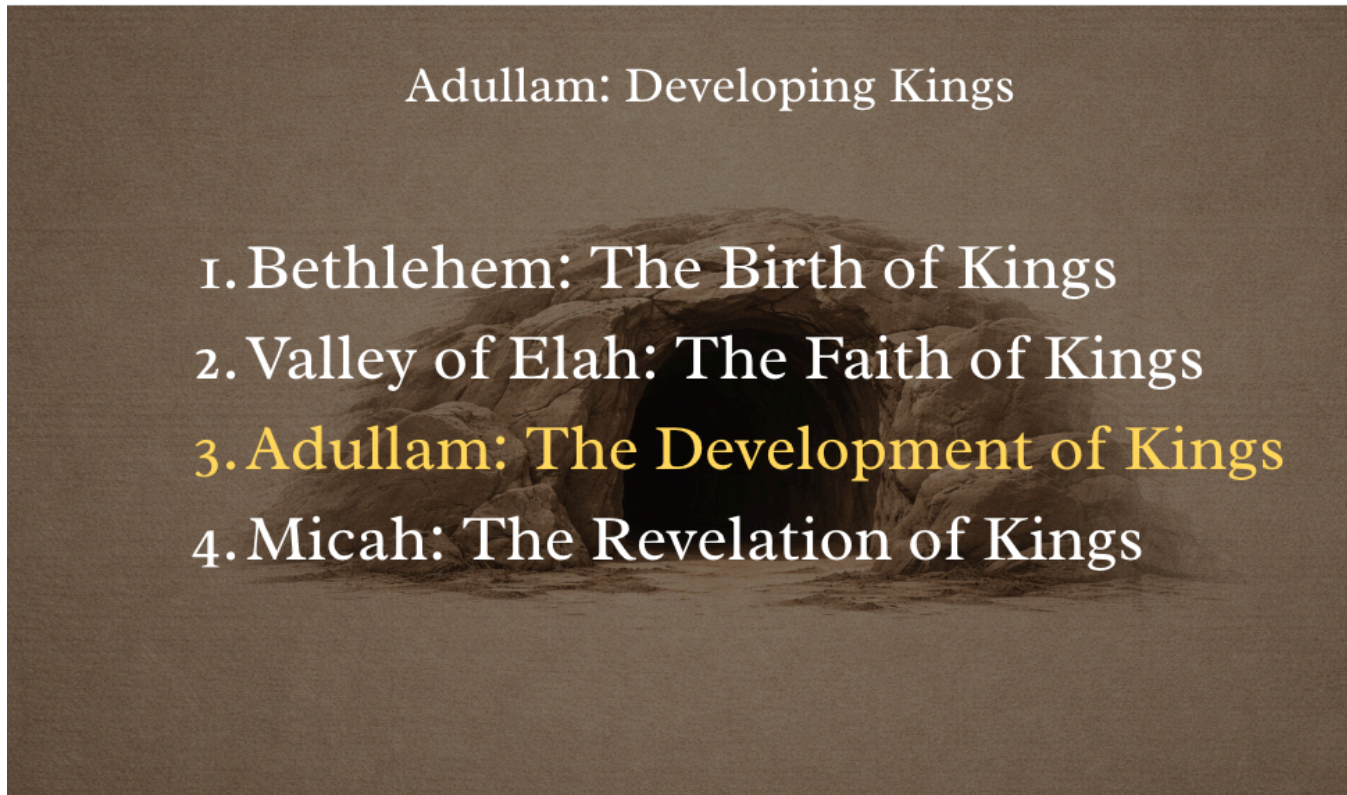 Adullam: Developing Kings
1. Bethlehem: The Birth of Kings
2. Valley of Elah: The Faith of Kings
3. Adullam: The Development of Kings
4. Micah: The Revelation of Kings